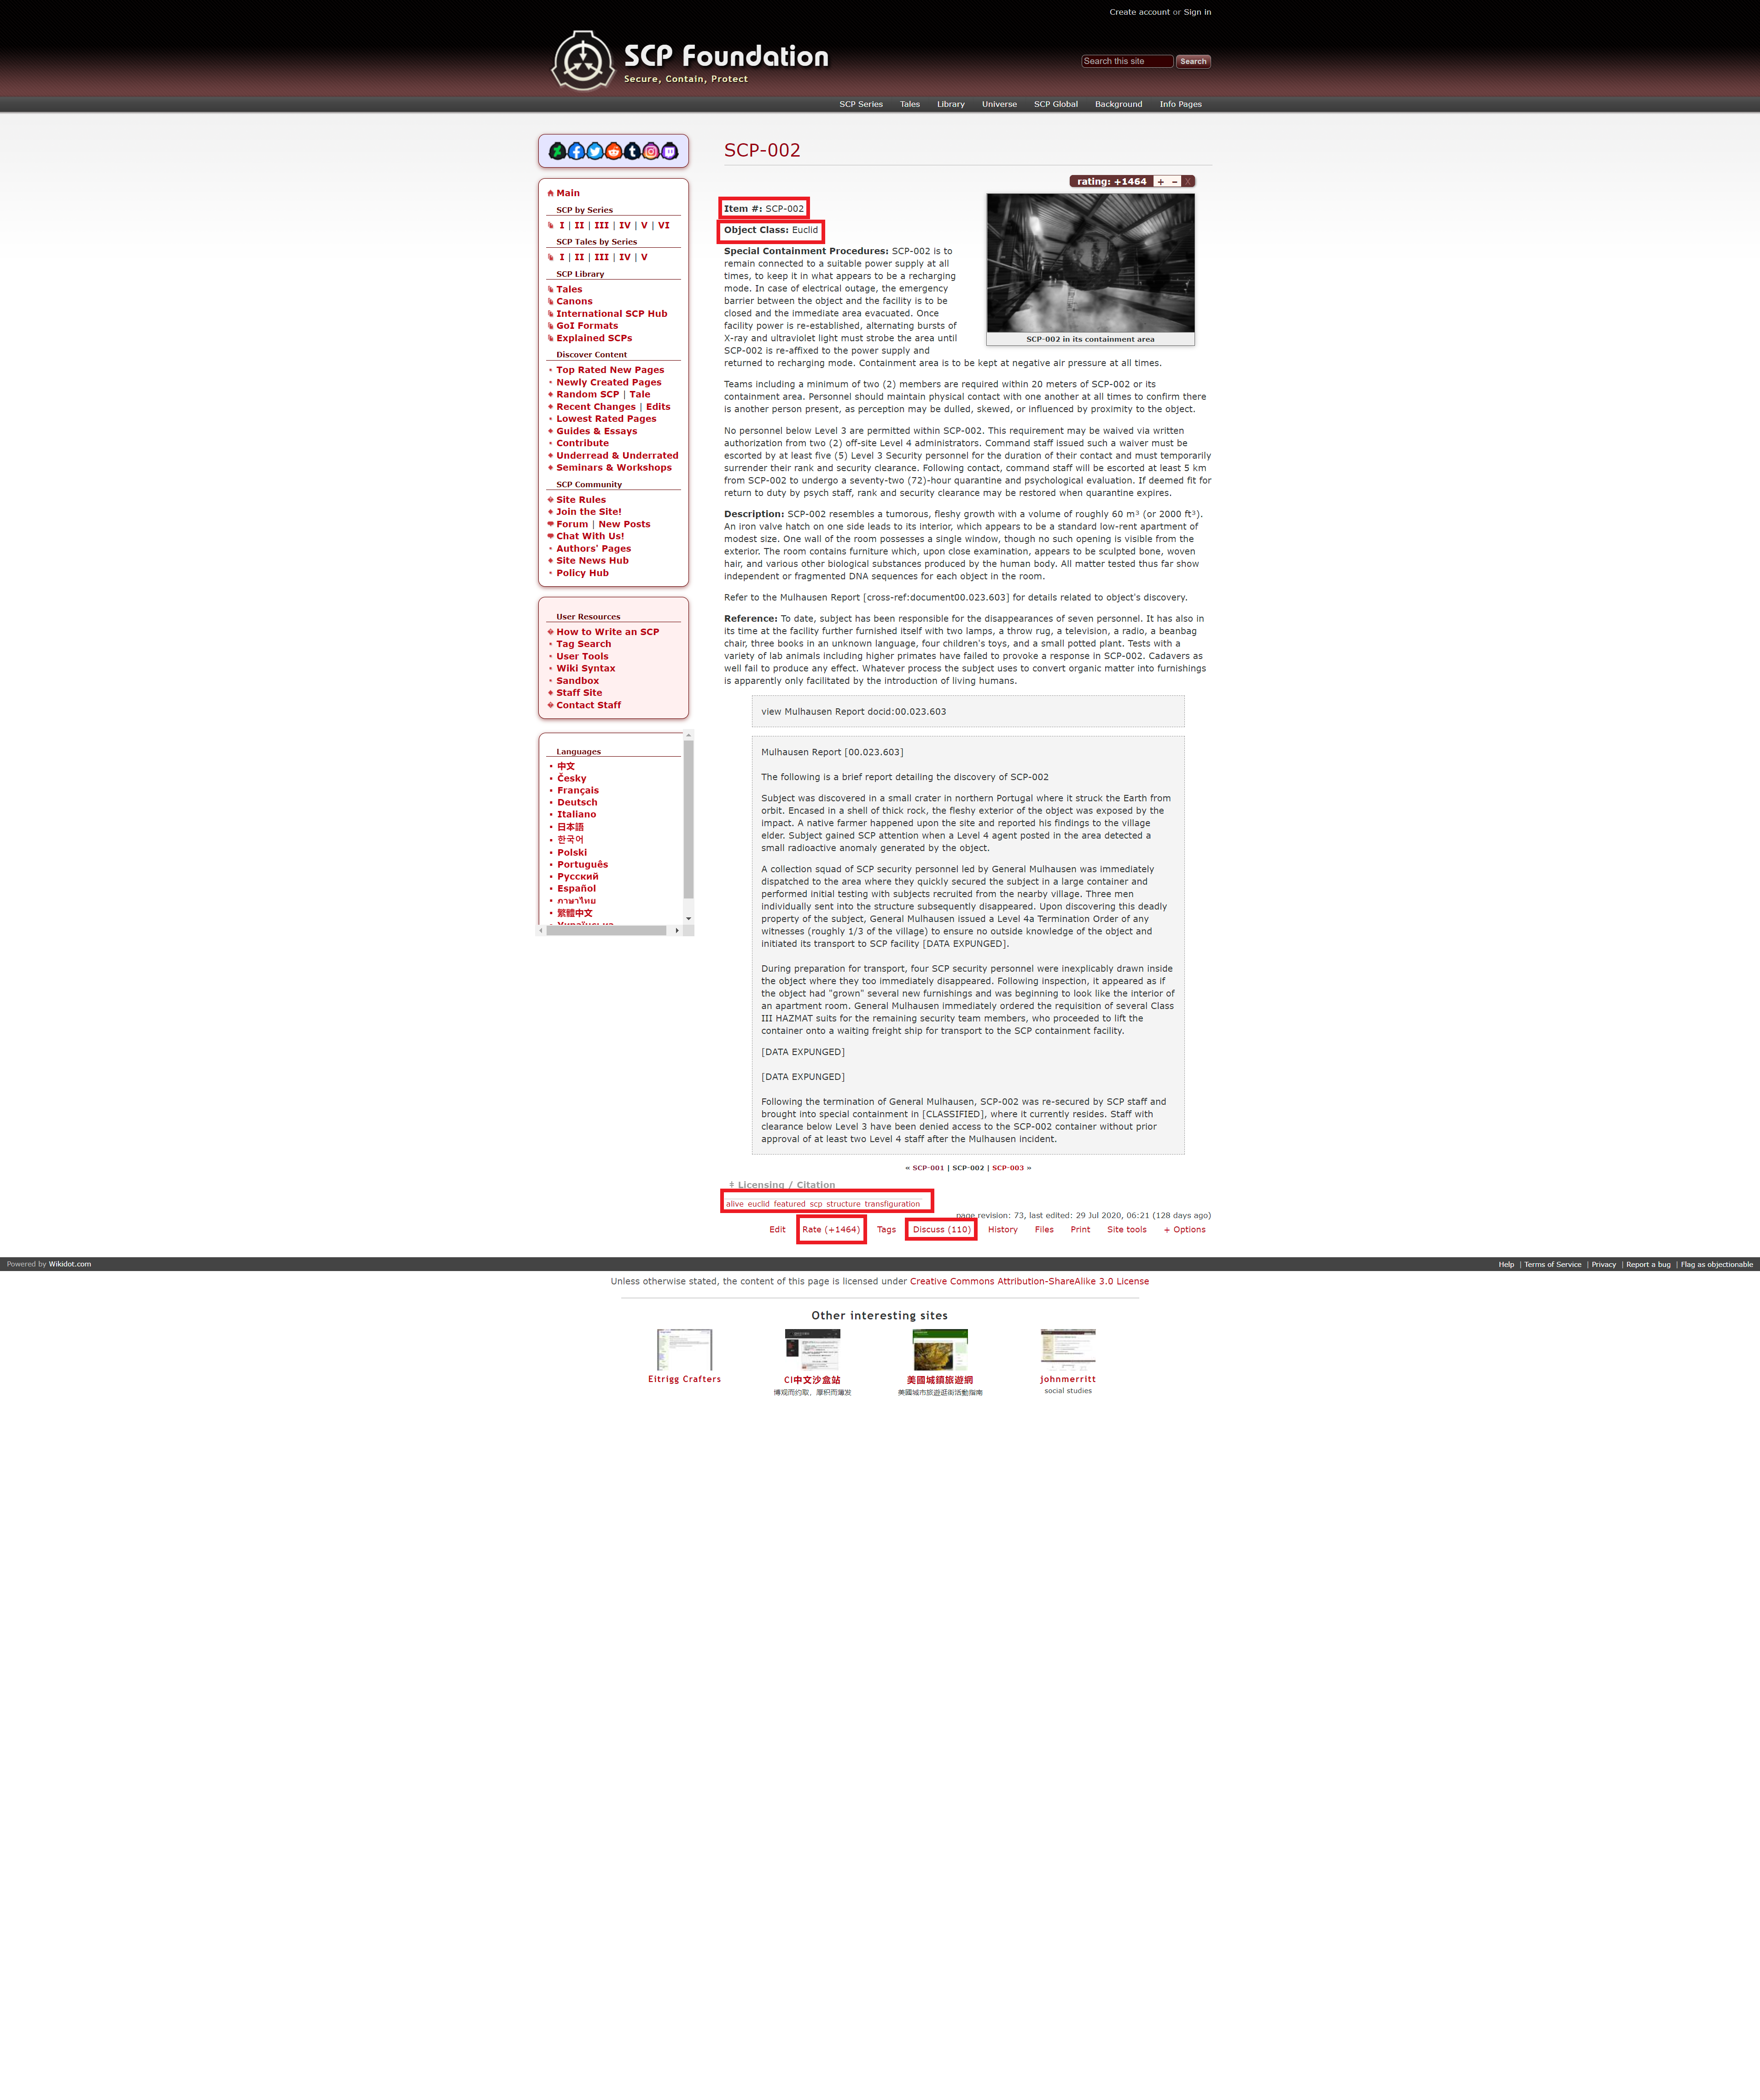 Create account or Sign in
SCP Foundation
Secure, Contain, Protect
Search this site
Search
SCP Series Tales Library Universe SCP Global Background Info Pages
Main
SCP by Series
I | II | III | IV | V | VI
SCP Tales by Series
I | II | III | IV | V
SCP Library
Tales
Canons
International SCP Hub
GoI Formats
Explained SCPs
Discover Content
Top Rated New Pages
Newly Created Pages
Random SCP | Tale
Recent Changes | Edits
Lowest Rated Pages
Guides & Essays
Contribute
Underread & Underrated
Seminars & Workshops
SCP Community
Site Rules
Join the Site!
Forum | New Posts
Chat With Us!
Authors' Pages
Site News Hub
Policy Hub
User Resources
How to Write an SCP
Tag Search
User Tools
Wiki Syntax
Sandbox
Staff Site
Contact Staff
Languages
中文
Česky
Français
Deutsch
Italiano
日本語
한국어
Polski
Português
Русский
Español
ภาษาไทย
繁體中文
SCP-002
rating: +1464 + – X
Item #: SCP-002
Object Class: Euclid
SCP-002 in its containment area
Special Containment Procedures: SCP-002 is to
remain connected to a suitable power supply at all
times, to keep it in what appears to be a recharging
mode. In case of electrical outage, the emergency
barrier between the object and the facility is to be
closed and the immediate area evacuated. Once
facility power is re-established, alternating bursts of
X-ray and ultraviolet light must strobe the area until
SCP-002 is re-affixed to the power supply and
returned to recharging mode. Containment area is to be kept at negative air pressure at all times.
Teams including a minimum of two (2) members are required within 20 meters of SCP-002 or its
containment area. Personnel should maintain physical contact with one another at all times to confirm there
is another person present, as perception may be dulled, skewed, or influenced by proximity to the object.
No personnel below Level 3 are permitted within SCP-002. This requirement may be waived via written
authorization from two (2) off-site Level 4 administrators. Command staff issued such a waiver must be
escorted by at least five (5) Level 3 Security personnel for the duration of their contact and must temporarily
surrender their rank and security clearance. Following contact, command staff will be escorted at least 5 km
from SCP-002 to undergo a seventy-two (72)-hour quarantine and psychological evaluation. If deemed fit for
return to duty by psych staff, rank and security clearance may be restored when quarantine expires.
Description: SCP-002 resembles a tumorous, fleshy growth with a volume of roughly 60 m³ (or 2000 ft³).
An iron valve hatch on one side leads to its interior, which appears to be a standard low-rent apartment of
modest size. One wall of the room possesses a single window, though no such opening is visible from the
exterior. The room contains furniture which, upon close examination, appears to be sculpted bone, woven
hair, and various other biological substances produced by the human body. All matter tested thus far show
independent or fragmented DNA sequences for each object in the room.
Refer to the Mulhausen Report [cross-ref:document00.023.603] for details related to object's discovery.
Reference: To date, subject has been responsible for the disappearances of seven personnel. It has also in
its time at the facility further furnished itself with two lamps, a throw rug, a television, a radio, a beanbag
chair, three books in an unknown language, four children's toys, and a small potted plant. Tests with a
variety of lab animals including higher primates have failed to provoke a response in SCP-002. Cadavers as
well fail to produce any effect. Whatever process the subject uses to convert organic matter into furnishings
is apparently only facilitated by the introduction of living humans.
view Mulhausen Report docid:00.023.603
Mulhausen Report [00.023.603]
The following is a brief report detailing the discovery of SCP-002
Subject was discovered in a small crater in northern Portugal where it struck the Earth from
orbit. Encased in a shell of thick rock, the fleshy exterior of the object was exposed by the
impact. A native farmer happened upon the site and reported his findings to the village
elder. Subject gained SCP attention when a Level 4 agent posted in the area detected a
small radioactive anomaly generated by the object.
A collection squad of SCP security personnel led by General Mulhausen was immediately
dispatched to the area where they quickly secured the subject in a large container and
performed initial testing with subjects recruited from the nearby village. Three men
individually sent into the structure subsequently disappeared. Upon discovering this deadly
property of the subject, General Mulhausen issued a Level 4a Termination Order of any
witnesses (roughly 1/3 of the village) to ensure no outside knowledge of the object and
initiated its transport to SCP facility [DATA EXPUNGED].
During preparation for transport, four SCP security personnel were inexplicably drawn inside
the object where they too immediately disappeared. Following inspection, it appeared as if
the object had "grown" several new furnishings and was beginning to look like the interior of
an apartment room. General Mulhausen immediately ordered the requisition of several Class
III HAZMAT suits for the remaining security team members, who proceeded to lift the
container onto a waiting freight ship for transport to the SCP containment facility.
[DATA EXPUNGED]
[DATA EXPUNGED]
Following the termination of General Mulhausen, SCP-002 was re-secured by SCP staff and
brought into special containment in [CLASSIFIED], where it currently resides. Staff with
clearance below Level 3 have been denied access to the SCP-002 container without prior
approval of at least two Level 4 staff after the Mulhausen incident.
« SCP-001 | SCP-002 | SCP-003 »
‡ Licensing / Citation
alive euclid featured scp structure transfiguration
page revision: 73, last edited: 29 Jul 2020, 06:21 (128 days ago)
Edit Rate (+1464) Tags Discuss (110) History Files Print Site tools + Options
Powered by Wikidot.com
Help | Terms of Service | Privacy | Report a bug | Flag as objectionable
Unless otherwise stated, the content of this page is licensed under Creative Commons Attribution-ShareAlike 3.0 License
Other interesting sites
Eitrigg Crafters
CI中文沙盒站
博观而约取，厚积而薄发
美國城鎮旅遊網
美國城市旅遊逛街活動指南
johnmerritt
social studies